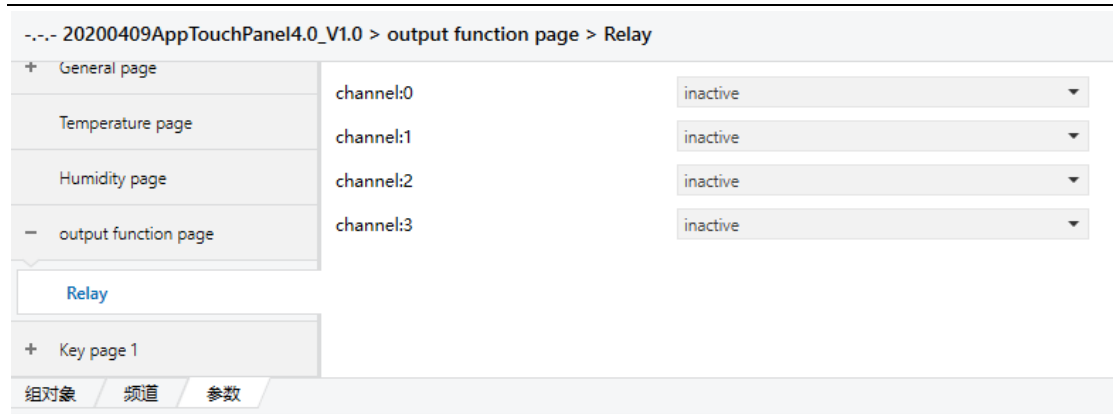 -.-.- 20200409AppTouchPanel4.0_V1.0 > output function page > Relay
+ General page
Temperature page
Humidity page
− output function page
Relay
+ Key page 1
channel:0 inactive
channel:1 inactive
channel:2 inactive
channel:3 inactive
组对象 频道 参数